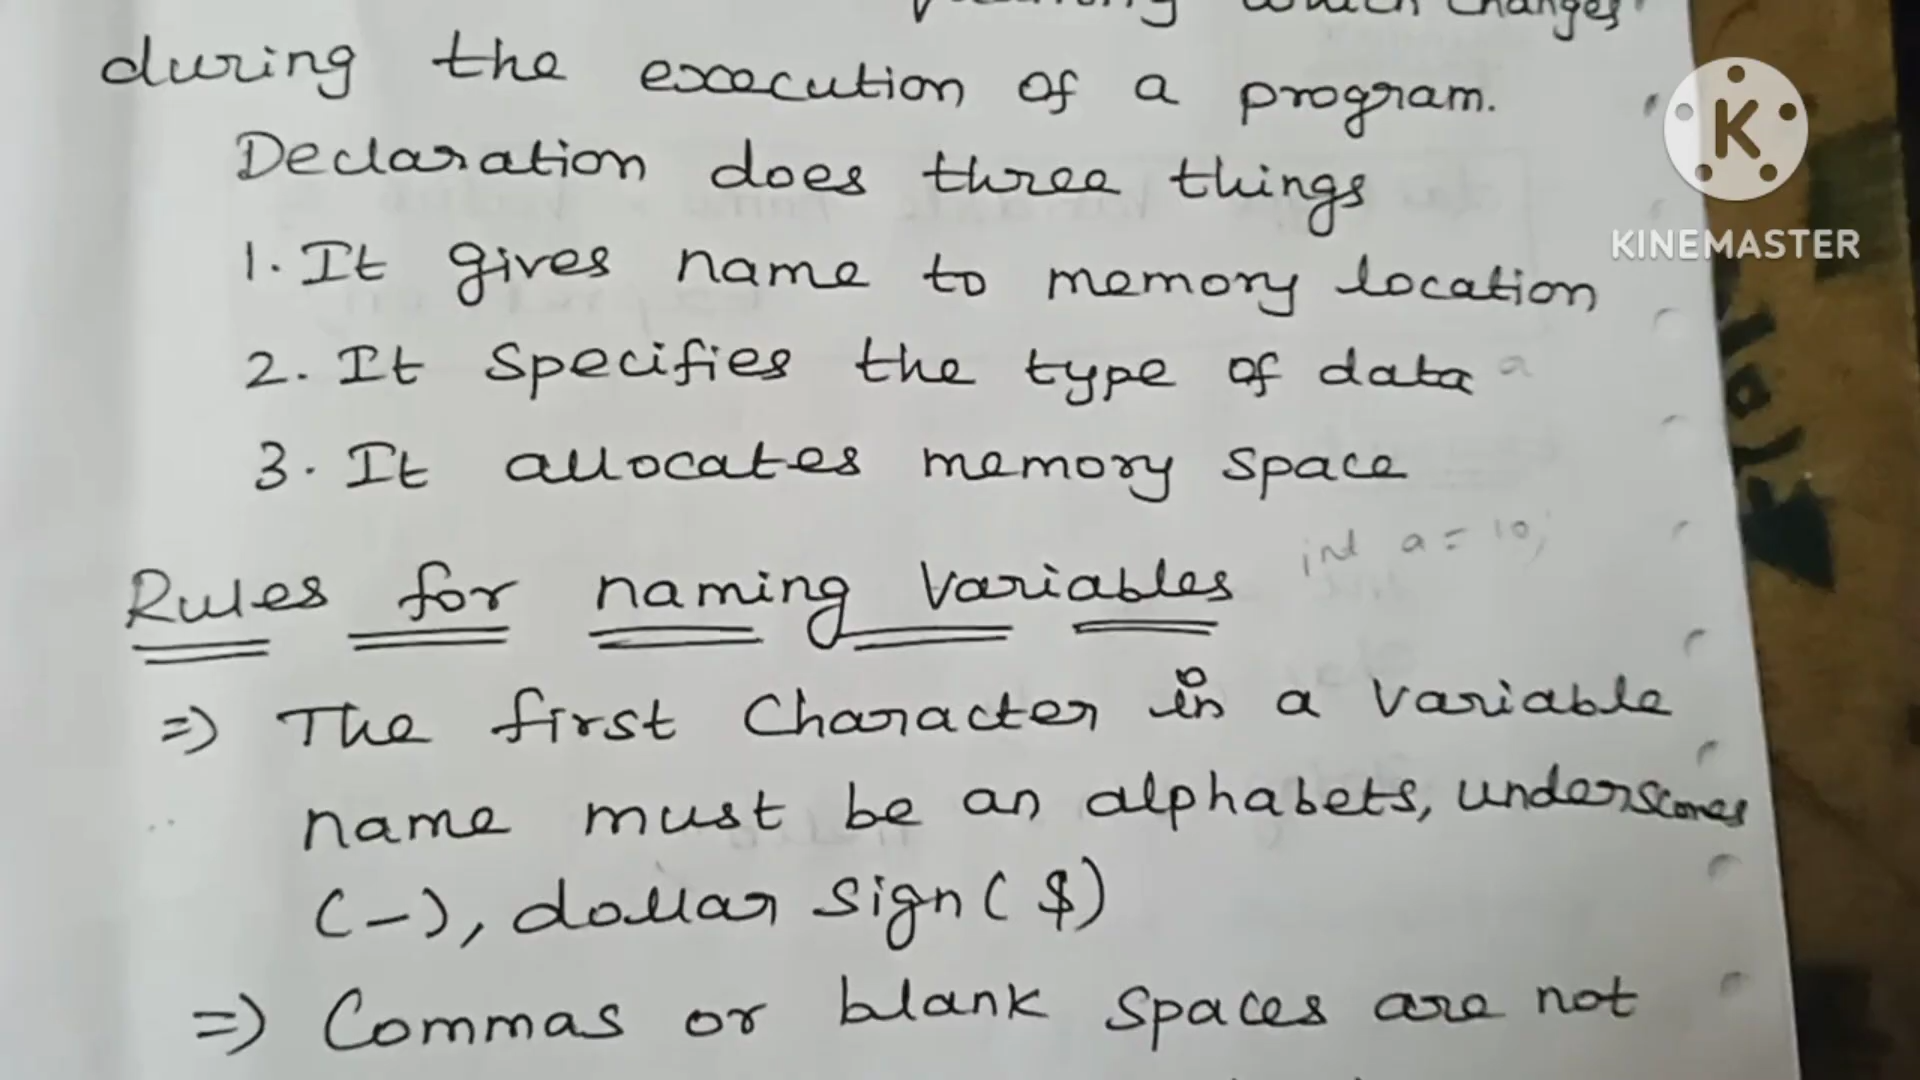 which changes
during the execution of a program.
Declaration does three things
1. It gives name to memory location
2. It specifies the type of data
3. It allocates memory space
int a = 10;
Rules for naming Variables
=) The first Character in a Variable
name must be an alphabets, underscores
(-), dollar sign ($)
=) Commas or blank spaces are not
K
KINEMASTER